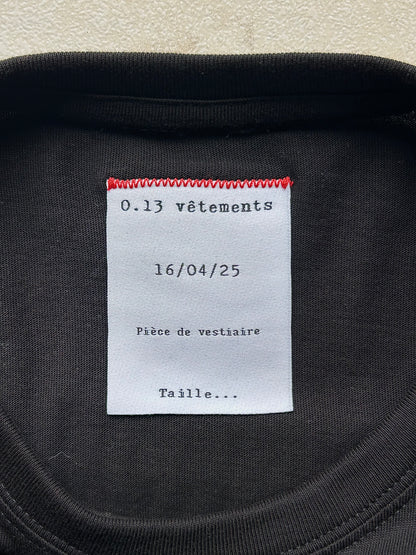 0.13 vêtements
16/04/25
Pièce de vestiaire
Taille...